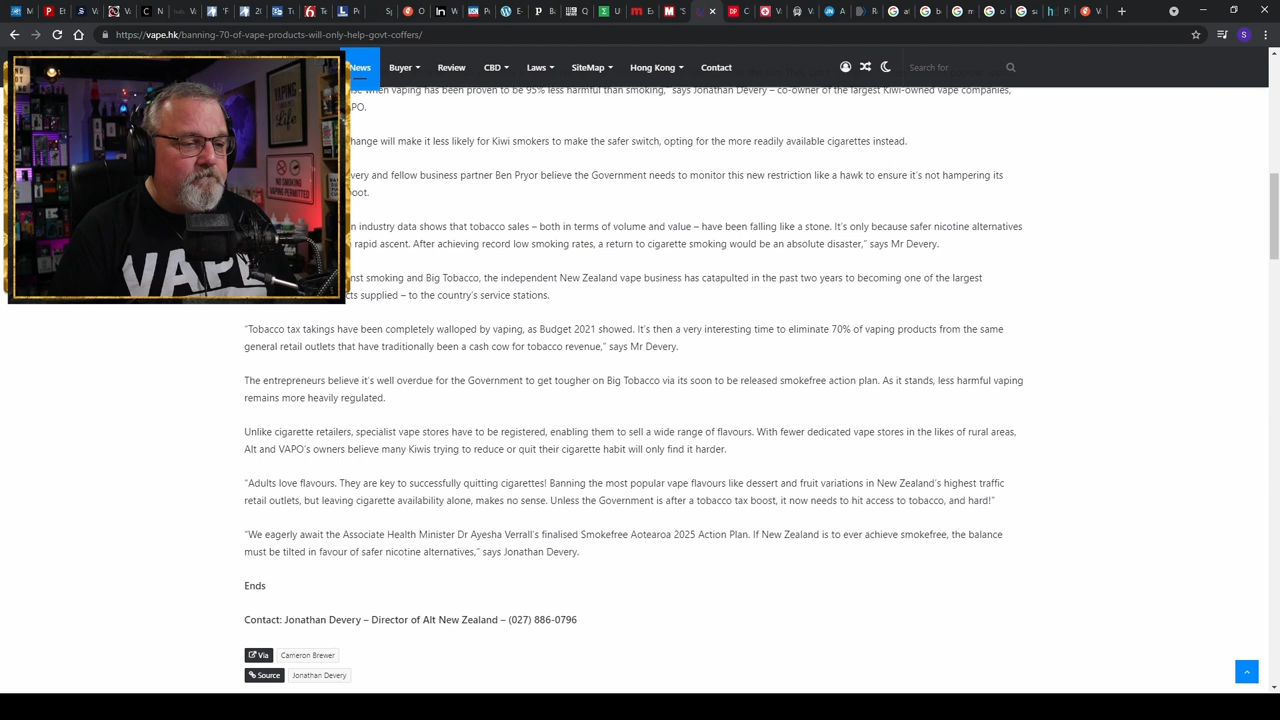 https://vape.hk/banning-70-of-vape-products-will-only-help-govt-coffers/
News Buyer Review CBD Laws SiteMap Hong Kong Contact Search for
when vaping has been proven to be 95% less harmful than smoking,” says Jonathan Devery – co-owner of the largest Kiwi-owned vape companies,
PO.
hange will make it less likely for Kiwi smokers to make the safer switch, opting for the more readily available cigarettes instead.
very and fellow business partner Ben Pryor believe the Government needs to monitor this new restriction like a hawk to ensure it’s not hampering its
oot.
n industry data shows that tobacco sales – both in terms of volume and value – have been falling like a stone. It’s only because safer nicotine alternatives
rapid ascent. After achieving record low smoking rates, a return to cigarette smoking would be an absolute disaster,” says Mr Devery.
nst smoking and Big Tobacco, the independent New Zealand vape business has catapulted in the past two years to becoming one of the largest
cts supplied – to the country’s service stations.
“Tobacco tax takings have been completely walloped by vaping, as Budget 2021 showed. It’s then a very interesting time to eliminate 70% of vaping products from the same
general retail outlets that have traditionally been a cash cow for tobacco revenue,” says Mr Devery.
The entrepreneurs believe it’s well overdue for the Government to get tougher on Big Tobacco via its soon to be released smokefree action plan. As it stands, less harmful vaping
remains more heavily regulated.
Unlike cigarette retailers, specialist vape stores have to be registered, enabling them to sell a wide range of flavours. With fewer dedicated vape stores in the likes of rural areas,
Alt and VAPO’s owners believe many Kiwis trying to reduce or quit their cigarette habit will only find it harder.
“Adults love flavours. They are key to successfully quitting cigarettes! Banning the most popular vape flavours like dessert and fruit variations in New Zealand’s highest traffic
retail outlets, but leaving cigarette availability alone, makes no sense. Unless the Government is after a tobacco tax boost, it now needs to hit access to tobacco, and hard!”
“We eagerly await the Associate Health Minister Dr Ayesha Verrall’s finalised Smokefree Aotearoa 2025 Action Plan. If New Zealand is to ever achieve smokefree, the balance
must be tilted in favour of safer nicotine alternatives,” says Jonathan Devery.
Ends
Contact: Jonathan Devery – Director of Alt New Zealand – (027) 886-0796
Via Cameron Brewer
Source Jonathan Devery
VAPING
Life
NO SMOKING
VAPING PERMITTED
VAPE